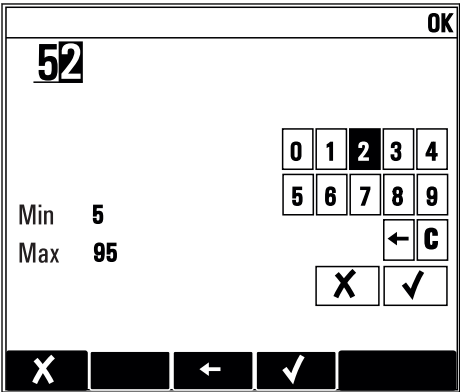 OK
52
0 1 2 3 4
5 6 7 8 9
Min 5
← C
Max 95
✗ ✓
✗ ← ✓